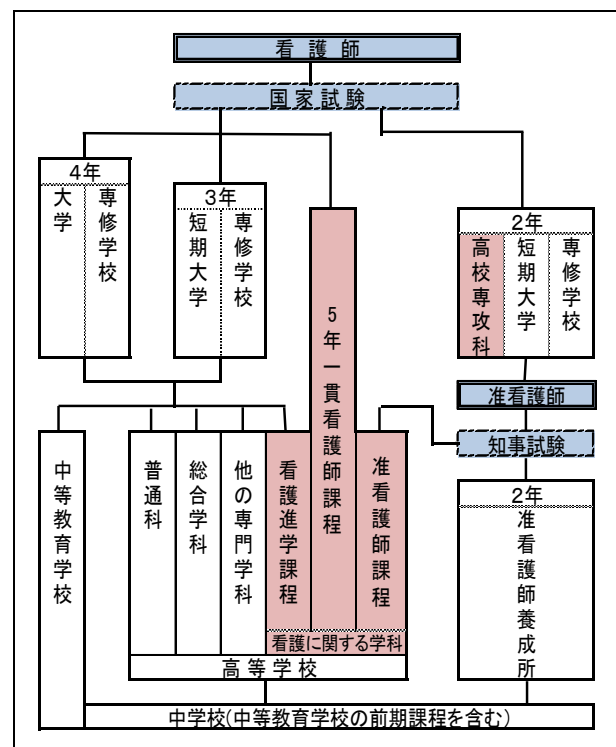 看護師
国家試験
4年
大学
専修学校
3年
短期大学
専修学校
5年一貫看護師課程
2年
高校専攻科
短期大学
専修学校
准看護師
知事試験
中等教育学校
普通科
総合学科
他の専門学科
看護進学課程
准看護師課程
看護に関する学科
高等学校
2年
准看護師養成所
中学校(中等教育学校の前期課程を含む)